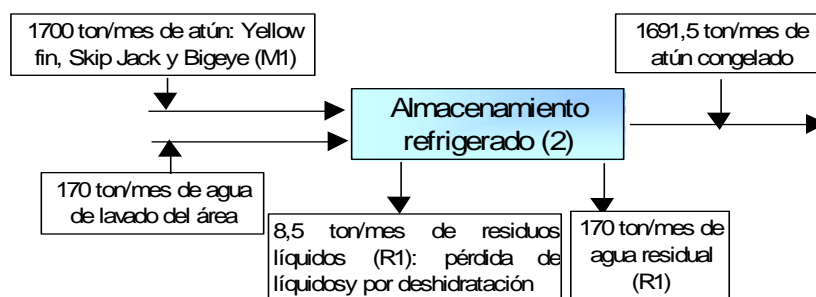 1700 ton/mes de atún: Yellow
fin, Skip Jack y Bigeye (M1)
1691,5 ton/mes de
atún congelado
Almacenamiento
refrigerado (2)
170 ton/mes de agua
de lavado del área
8,5 ton/mes de residuos
líquidos (R1): pérdida de
líquidosy por deshidratación
170 ton/mes de
agua residual
(R1)